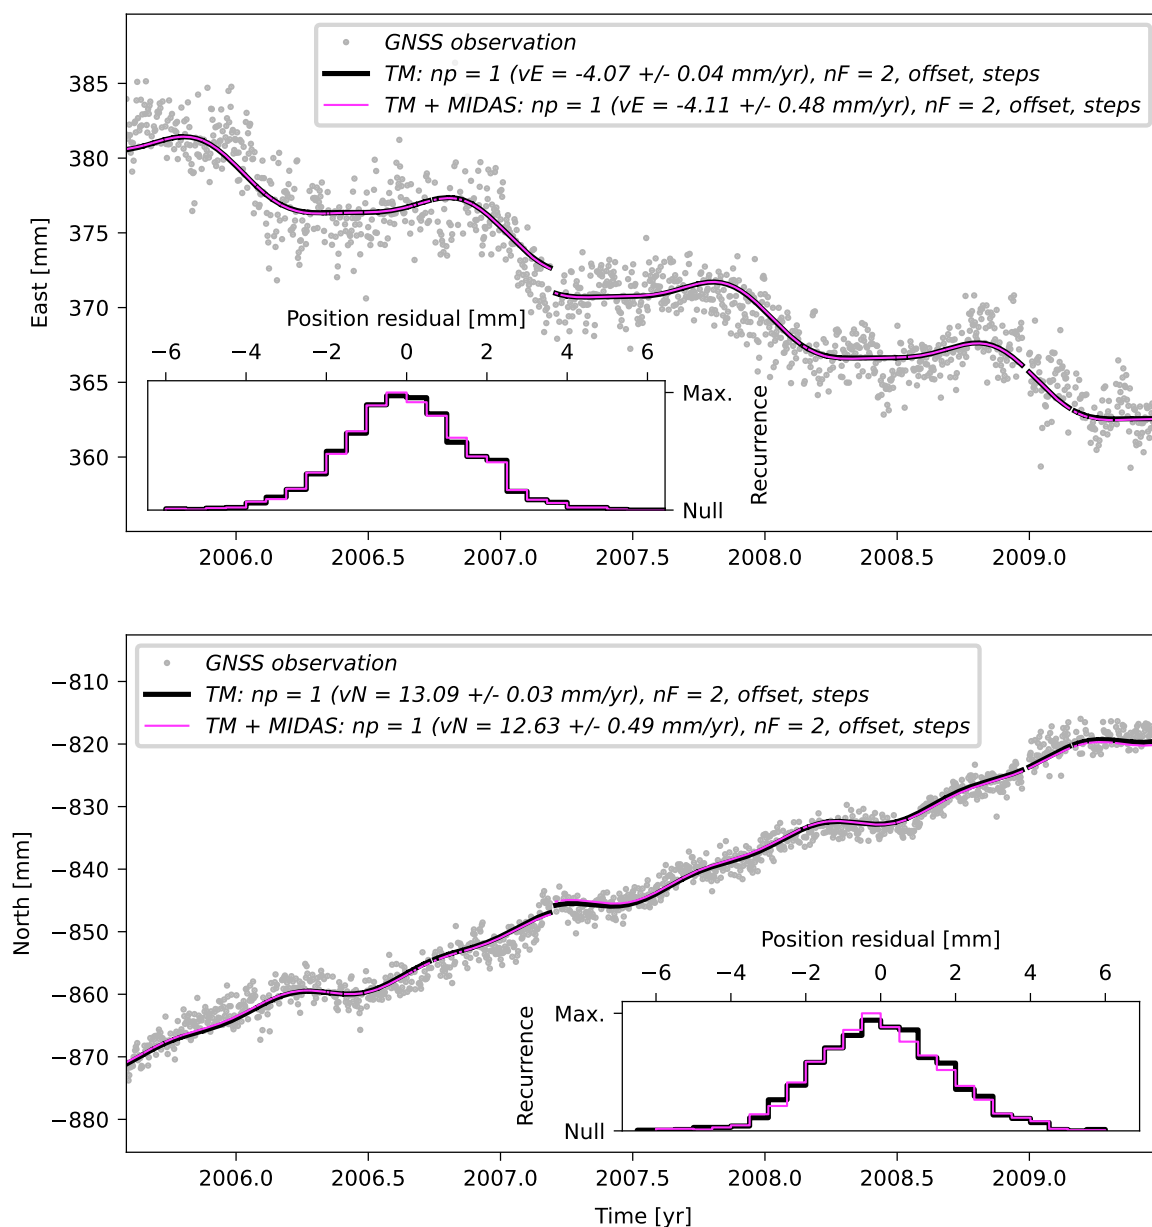 GNSS observation
TM: np = 1 (vE = -4.07 +/- 0.04 mm/yr), nF = 2, offset, steps
TM + MIDAS: np = 1 (vE = -4.11 +/- 0.48 mm/yr), nF = 2, offset, steps
385
380
375
370
365
360
East [mm]
Position residual [mm]
−6 −4 −2 0 2 4 6
Max.
Null
Recurrence
2006.0 2006.5 2007.0 2007.5 2008.0 2008.5 2009.0
GNSS observation
TM: np = 1 (vN = 13.09 +/- 0.03 mm/yr), nF = 2, offset, steps
TM + MIDAS: np = 1 (vN = 12.63 +/- 0.49 mm/yr), nF = 2, offset, steps
−810
−820
−830
−840
−850
−860
−870
−880
North [mm]
Position residual [mm]
−6 −4 −2 0 2 4 6
Max.
Null
Recurrence
2006.0 2006.5 2007.0 2007.5 2008.0 2008.5 2009.0
Time [yr]